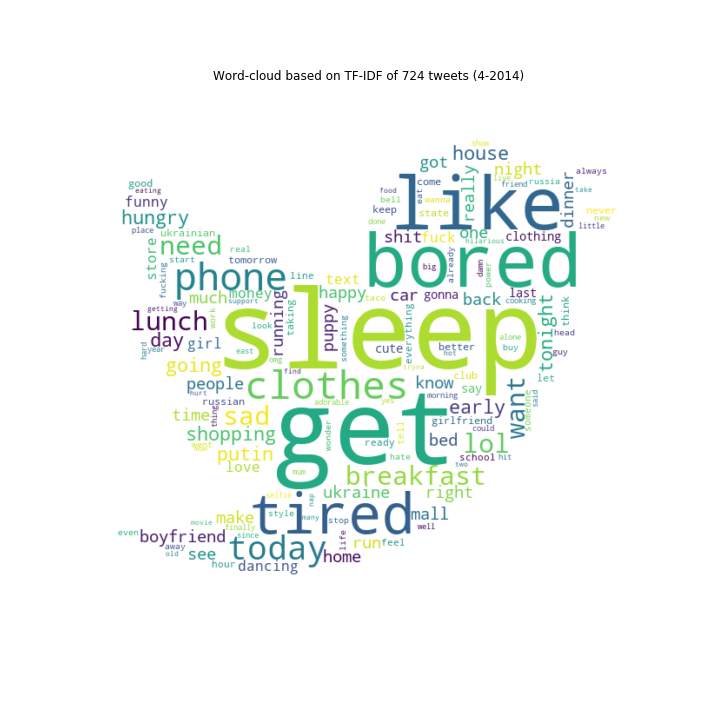 Word-cloud based on TF-IDF of 724 tweets (4-2014)
show
got
house
good
eating
funny
hungry
place
ukrainian
store
need
start
real
fucking
tomorrow
phone
way
support
line
much
money
getting
lunch
work
day
girl
look
hard
year
east
omg
going
people
hurt
find
russian
thing
time
sad
shopping
went
mom
putin
love
food
come
bell
eat
wanna
keep
state
done
really
night
live
friend
russia
always
take
dinner
never
new
little
like
shit
fuck
one
hilarious
clothing
already
damn
power
big
bored
text
happy
taco
car
gonna
back
last
cooking
taking
running
puppy
something
everything
sleep
cute
better
hot
alone
buy
tonight
think
head
guy
let
club
tryna
clothes
adorable
yes
know
morning
say
want
said
someone
early
girlfriend
could
get
wonder
tell
ready
hate
bed
lol
school
hit
two
mum
breakfast
ukraine
right
selfie
nap
style
many
stop
tired
mall
well
make
finally
since
movie
even
boyfriend
away
old
see
today
hour
dancing
home
life
run
feel